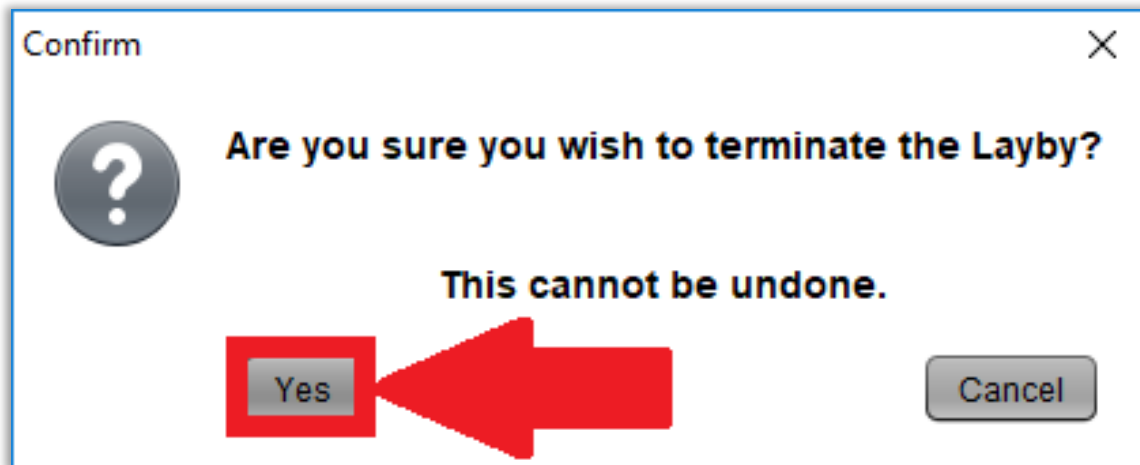 Confirm
Are you sure you wish to terminate the Layby?
This cannot be undone.
Yes
Cancel